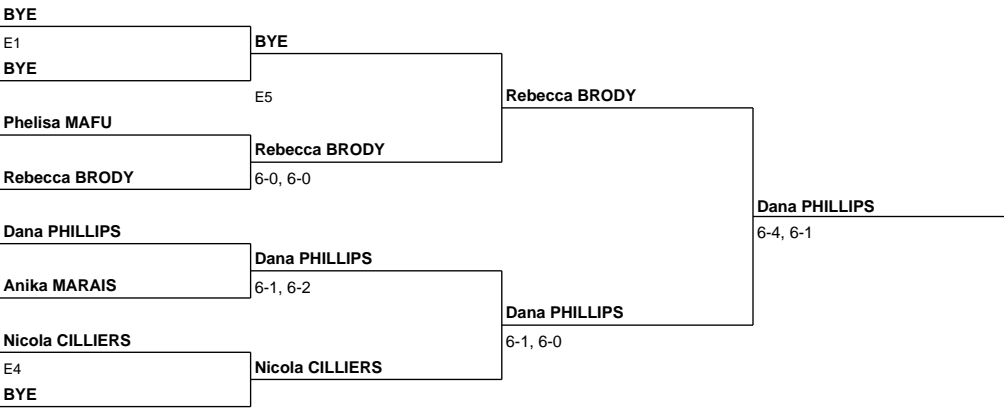 BYE
E1
BYE
BYE
E5
Rebecca BRODY
Phelisa MAFU
Rebecca BRODY
Rebecca BRODY
6-0, 6-0
Dana PHILLIPS
6-4, 6-1
Dana PHILLIPS
Dana PHILLIPS
Anika MARAIS
6-1, 6-2
Dana PHILLIPS
6-1, 6-0
Nicola CILLIERS
E4
Nicola CILLIERS
BYE